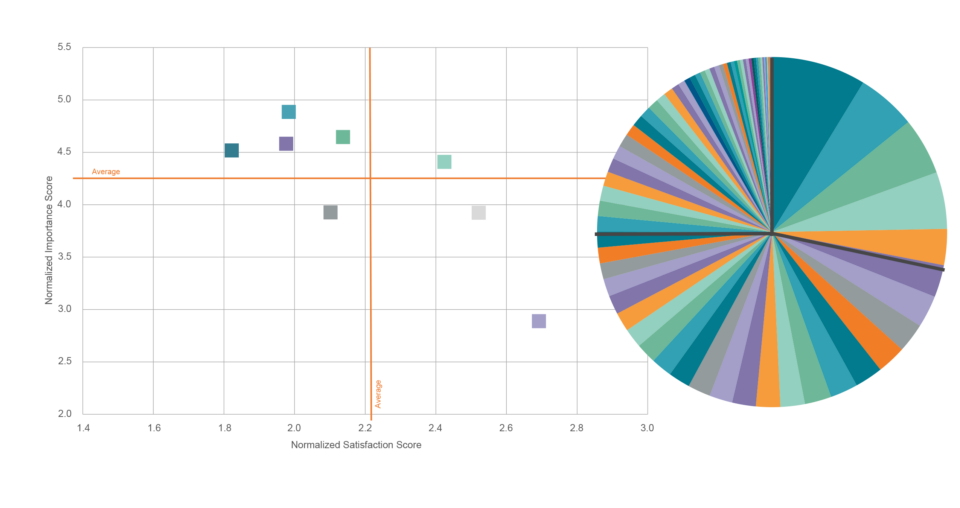 5.5
5.0
4.5
Average
4.0
3.5
3.0
2.5
2.0
Normalized Importance Score
Average
1.4 1.6 1.8 2.0 2.2 2.4 2.6 2.8 3.0
Normalized Satisfaction Score